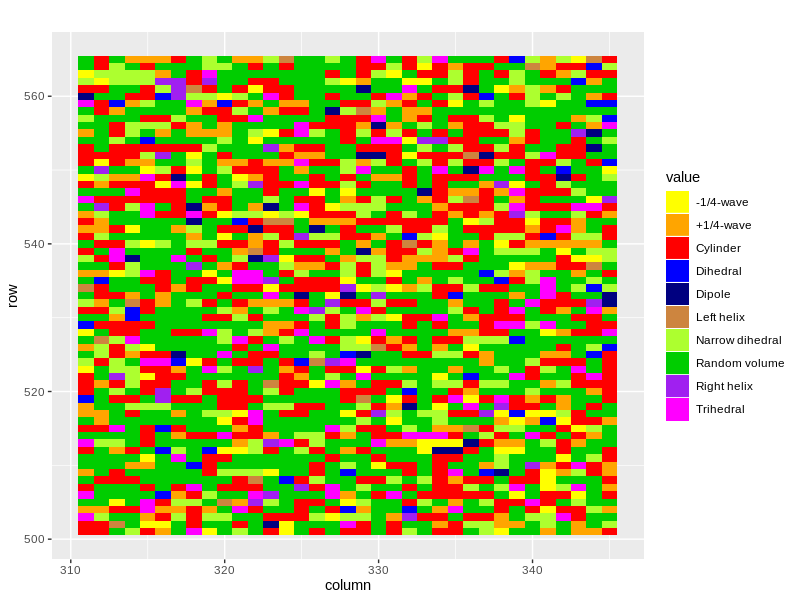 560
540
520
500
310
320
330
340
column
row
value
-1/4-wave
+1/4-wave
Cylinder
Dihedral
Dipole
Left helix
Narrow dihedral
Random volume
Right helix
Trihedral